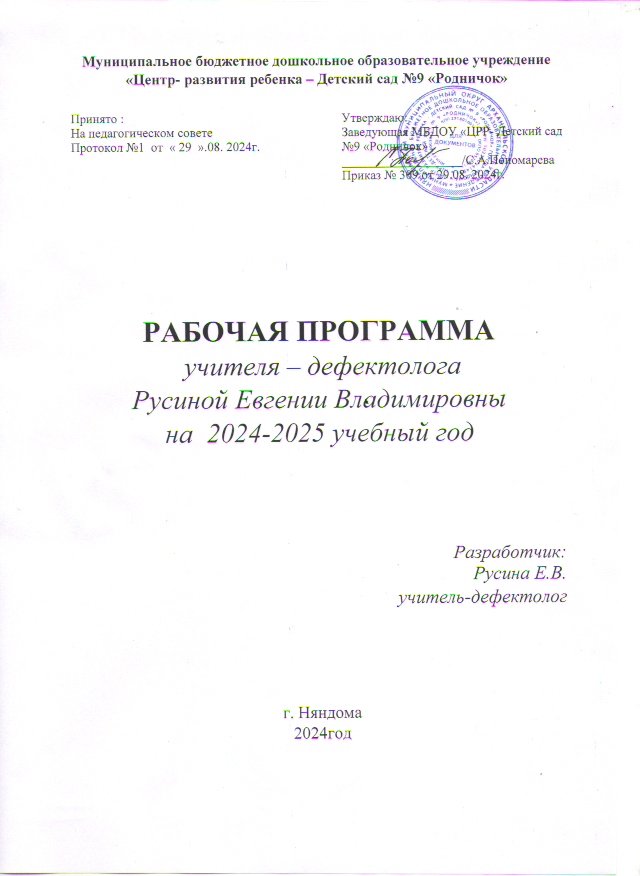 Муниципальное бюджетное дошкольное образовательное учреждение
«Центр- развития ребенка – Детский сад №9 «Родничок»
Принято :
На педагогическом совете
Протокол №1 от « 29 ».08. 2024г.
Утверждаю:
Заведующая МБДОУ «ЦРР- Детский сад
№9 «Родничок»
/С.А.Пономарева
Приказ № 309 от 29.08. 2024г.
ДЛЯ
ДОКУМЕНТОВ
РАБОЧАЯ ПРОГРАММА
учителя – дефектолога
Русиной Евгении Владимировны
на 2024-2025 учебный год
Разработчик:
Русина Е.В.
учитель-дефектолог
г. Няндома
2024год